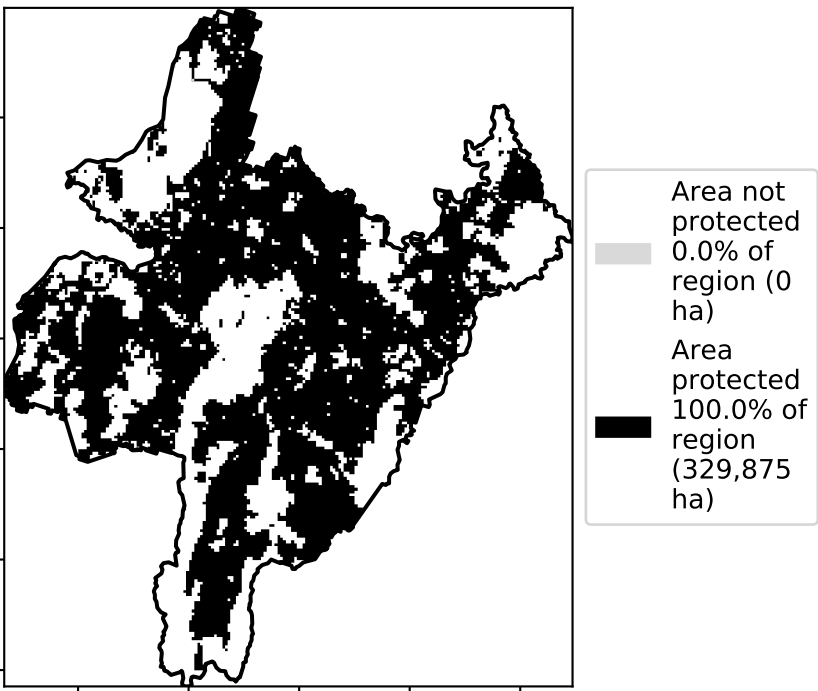 Area not
protected
0.0% of
region (0
ha)
Area
protected
100.0% of
region
(329,875
ha)